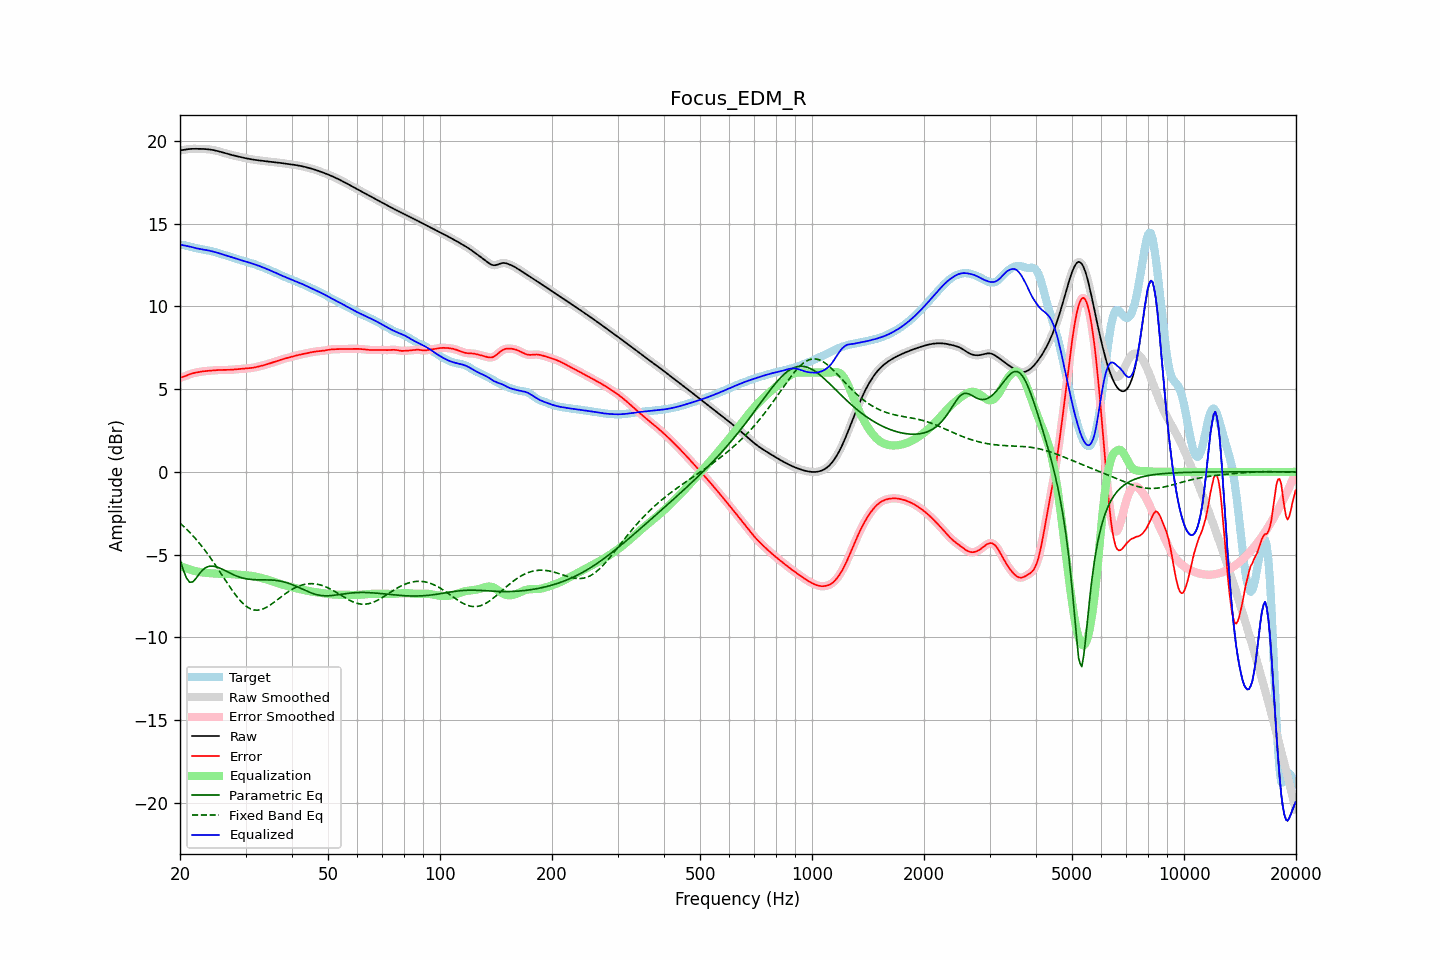 Focus_EDM_R
20
15
10
5
0
−5
−10
−15
−20
Amplitude (dBr)
Target
Raw Smoothed
Error Smoothed
Raw
Error
Equalization
Parametric Eq
Fixed Band Eq
Equalized
20 50 100 200 500 1000 2000 5000 10000 20000
Frequency (Hz)